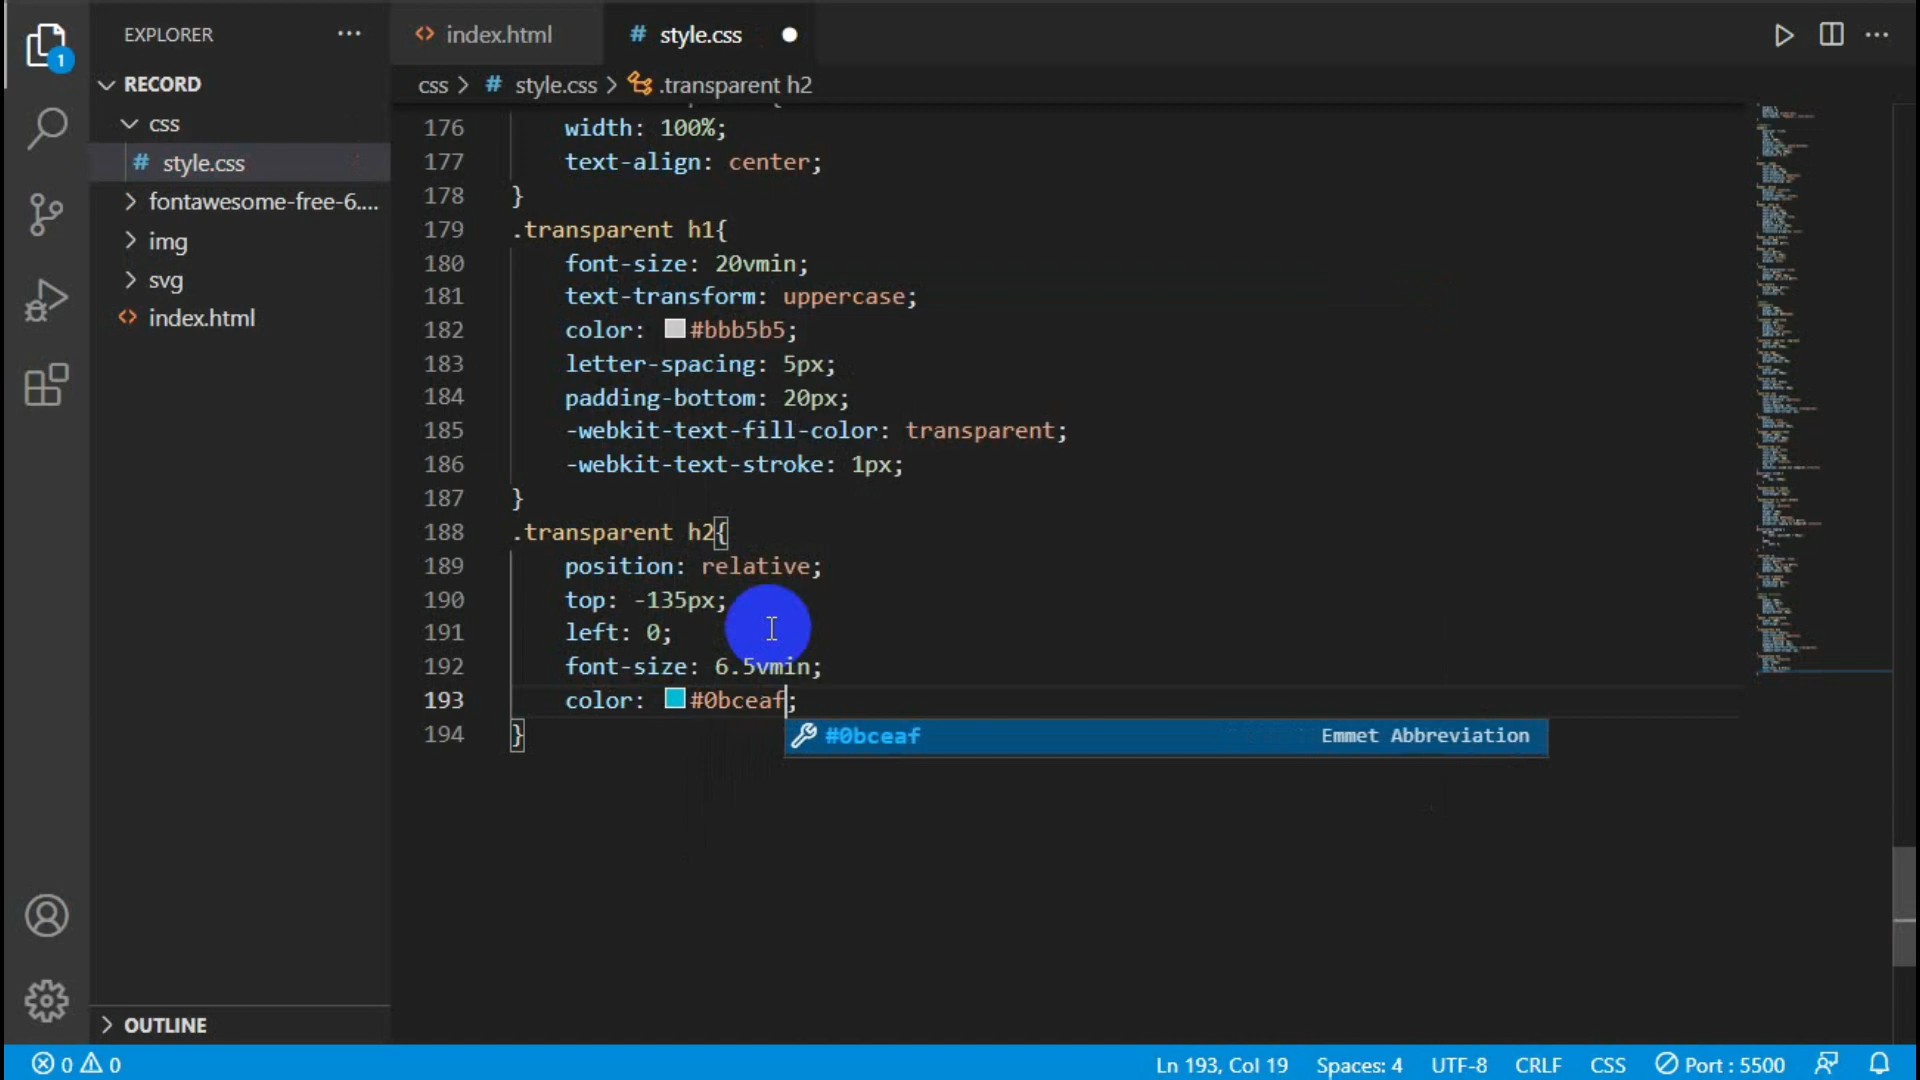 EXPLORER
1
RECORD
css
# style.css
fontawesome-free-6....
img
svg
<> index.html
OUTLINE
<> index.html
# style.css
css > # style.css > .transparent h2
176 width: 100%;
177 text-align: center;
178 }
179 .transparent h1{
180 font-size: 20vmin;
181 text-transform: uppercase;
182 color: #bbb5b5;
183 letter-spacing: 5px;
184 padding-bottom: 20px;
185 -webkit-text-fill-color: transparent;
186 -webkit-text-stroke: 1px;
187 }
188 .transparent h2{
189 position: relative;
190 top: -135px;
191 left: 0;
192 font-size: 6.5vmin;
193 color: #0bceaf;
#0bceaf Emmet Abbreviation
194 }
0 0 Ln 193, Col 19 Spaces: 4 UTF-8 CRLF CSS Port : 5500